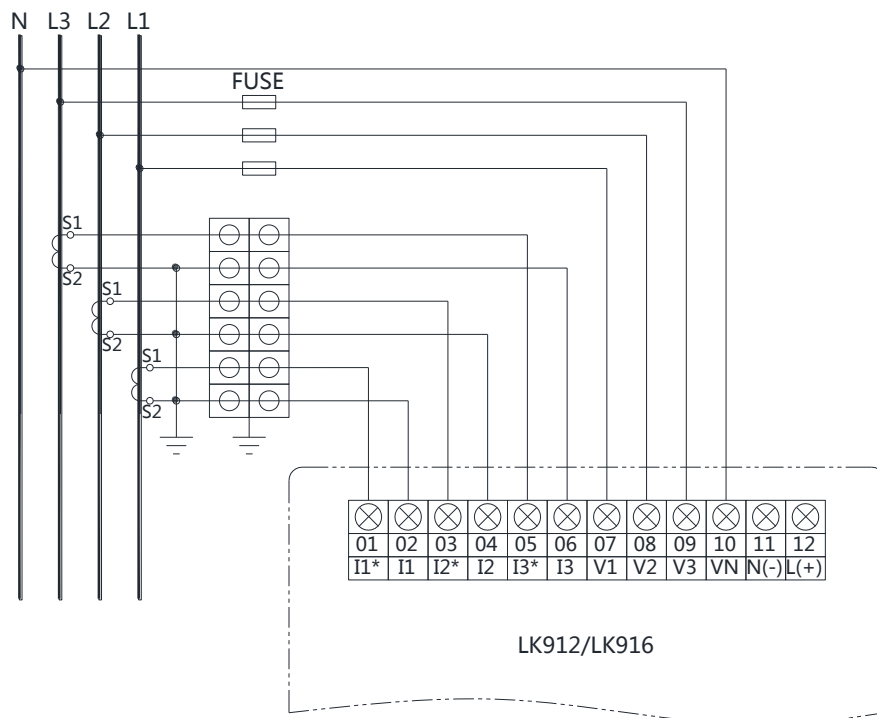 N L3 L2 L1
FUSE
S1
S2
S1
S2
S1
S2
01 02 03 04 05 06 07 08 09 10 11 12
I1* I1 I2* I2 I3* I3 V1 V2 V3 VN N(-) L(+)
LK912/LK916